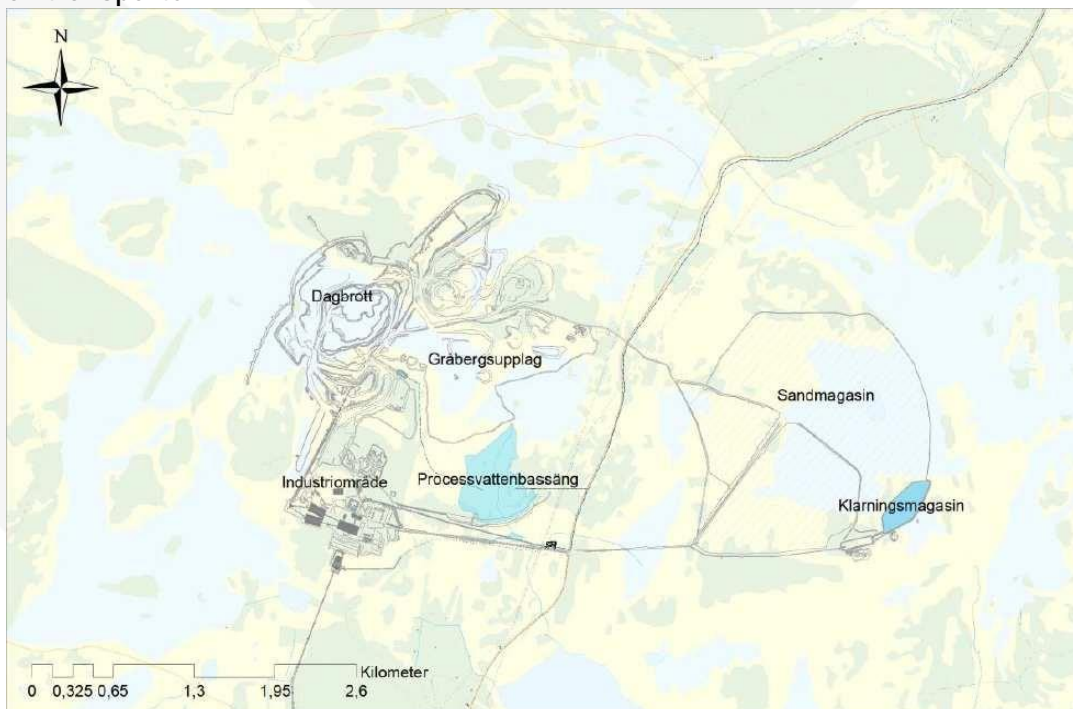 N
Dagbrott
Gråbergsupplag
Sandmagasin
Industriområde
Processvattenbassäng
Klarningsmagasin
Kilometer
0 0,325 0,65 1,3 1,95 2,6